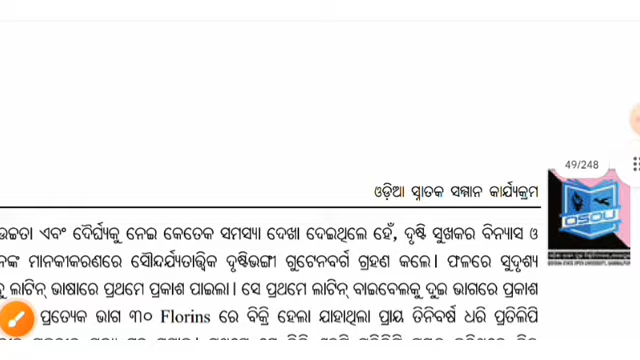 49/248
ଓଡ଼ିଆ ସ୍ନାତକ ସମ୍ମାନ କାର୍ଯ୍ୟକ୍ରମ
OSOU
ଉଚ୍ଚତା ଏବଂ ଦୈର୍ଘ୍ୟକୁ ନେଇ କେତେକ ସମସ୍ୟା ଦେଖା ଦେଇଥିଲେ ହେଁ, ଦୃଷ୍ଟି ସୁଖକର ବିନ୍ୟାସ ଓ
ମାନକୀକରଣରେ ସୌନ୍ଦର୍ଯ୍ୟତାତ୍ତ୍ୱିକ ଦୃଷ୍ଟିଭଙ୍ଗୀ ଗୁଟେନବର୍ଗ ଗ୍ରହଣ କଲେ। ଫଳରେ ସୁଦୃଶ୍ୟ
ଲାଟିନ୍ ଭାଷାରେ ପ୍ରଥମେ ପ୍ରକାଶ ପାଇଲା। ସେ ପ୍ରଥମେ ଲାଟିନ୍ ବାଇବେଲକୁ ଦୁଇ ଭାଗରେ ପ୍ରକାଶ
ପ୍ରତ୍ୟେକ ଭାଗ ୩୦ Florins ରେ ବିକ୍ରି ହେଲା ଯାହାଥିଲା ପ୍ରାୟ ତିନିବର୍ଷ ଧରି ପ୍ରତିଲିପି